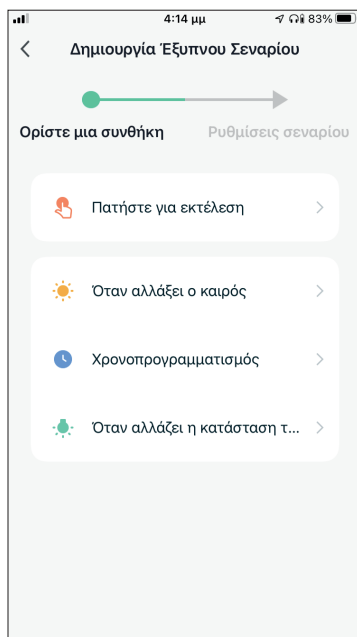 4:14 μμ 83%
Δημιουργία Έξυπνου Σεναρίου
Ορίστε μια συνθήκη Ρυθμίσεις σεναρίου
Πατήστε για εκτέλεση
Όταν αλλάξει ο καιρός
Χρονοπρογραμματισμός
Όταν αλλάζει η κατάσταση τ...